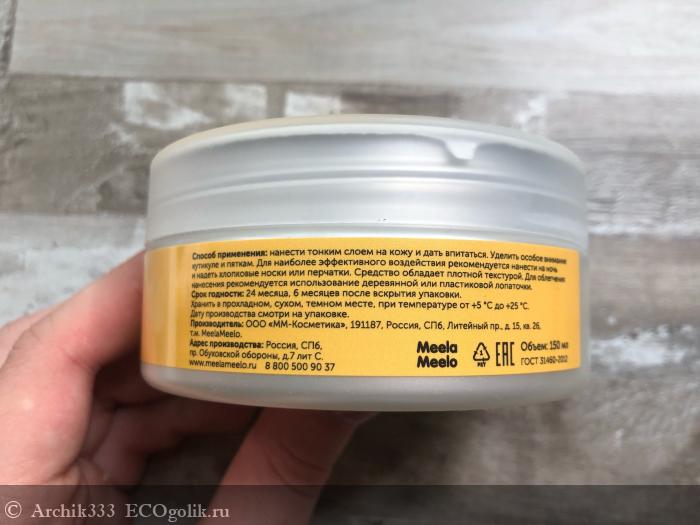 Способ применения: нанести тонким слоем на кожу и дать впитаться. Уделить особое внимание
кутикуле и пяткам. Для наиболее эффективного воздействия рекомендуется нанести на ночь
и надеть хлопковые носки или перчатки. Средство обладает плотной текстурой. Для облегчения
нанесения рекомендуется использование деревянной или пластиковой лопаточки.
Срок годности: 24 месяца, 6 месяцев после вскрытия упаковки.
Хранить в прохладном, сухом, темном месте, при температуре от +5 °C до +25 °C.
Дату производства смотри на упаковке.
Производитель: ООО «ММ-Косметика», 191187, Россия, СПб, Литейный пр., д. 15, кв. 26,
т.м. MeelaMeelo.
Адрес производства: Россия, СПб,
пр. Обуховской обороны, д.7 лит С.
www.meelameelo.ru 8 800 500 90 37
Meela
Meelo
PET
EAC
Объем: 150 мл
ГОСТ 31460-2012
© Archik333 ECOgolik.ru